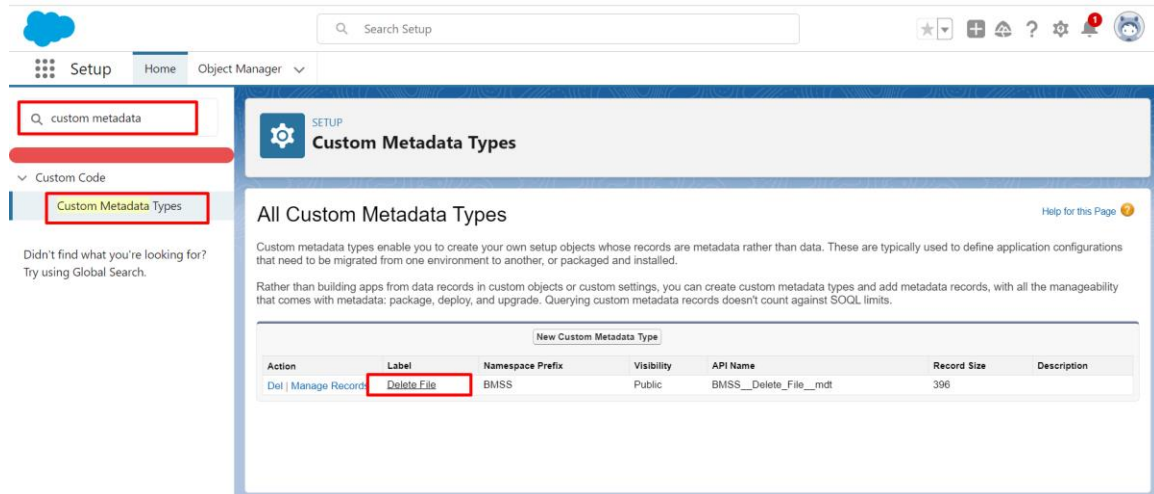 Search Setup
1
Setup Home Object Manager
custom metadata
SETUP
Custom Metadata Types
Custom Code
Custom Metadata Types
Didn't find what you're looking for?
Try using Global Search.
All Custom Metadata Types
Help for this Page ?
Custom metadata types enable you to create your own setup objects whose records are metadata rather than data. These are typically used to define application configurations
that need to be migrated from one environment to another, or packaged and installed.
Rather than building apps from data records in custom objects or custom settings, you can create custom metadata types and add metadata records, with all the manageability
that comes with metadata: package, deploy, and upgrade. Querying custom metadata records doesn't count against SOQL limits.
New Custom Metadata Type
Action Label Namespace Prefix Visibility API Name Record Size Description
Del | Manage Records Delete File BMSS Public BMSS__Delete_File__mdt 396